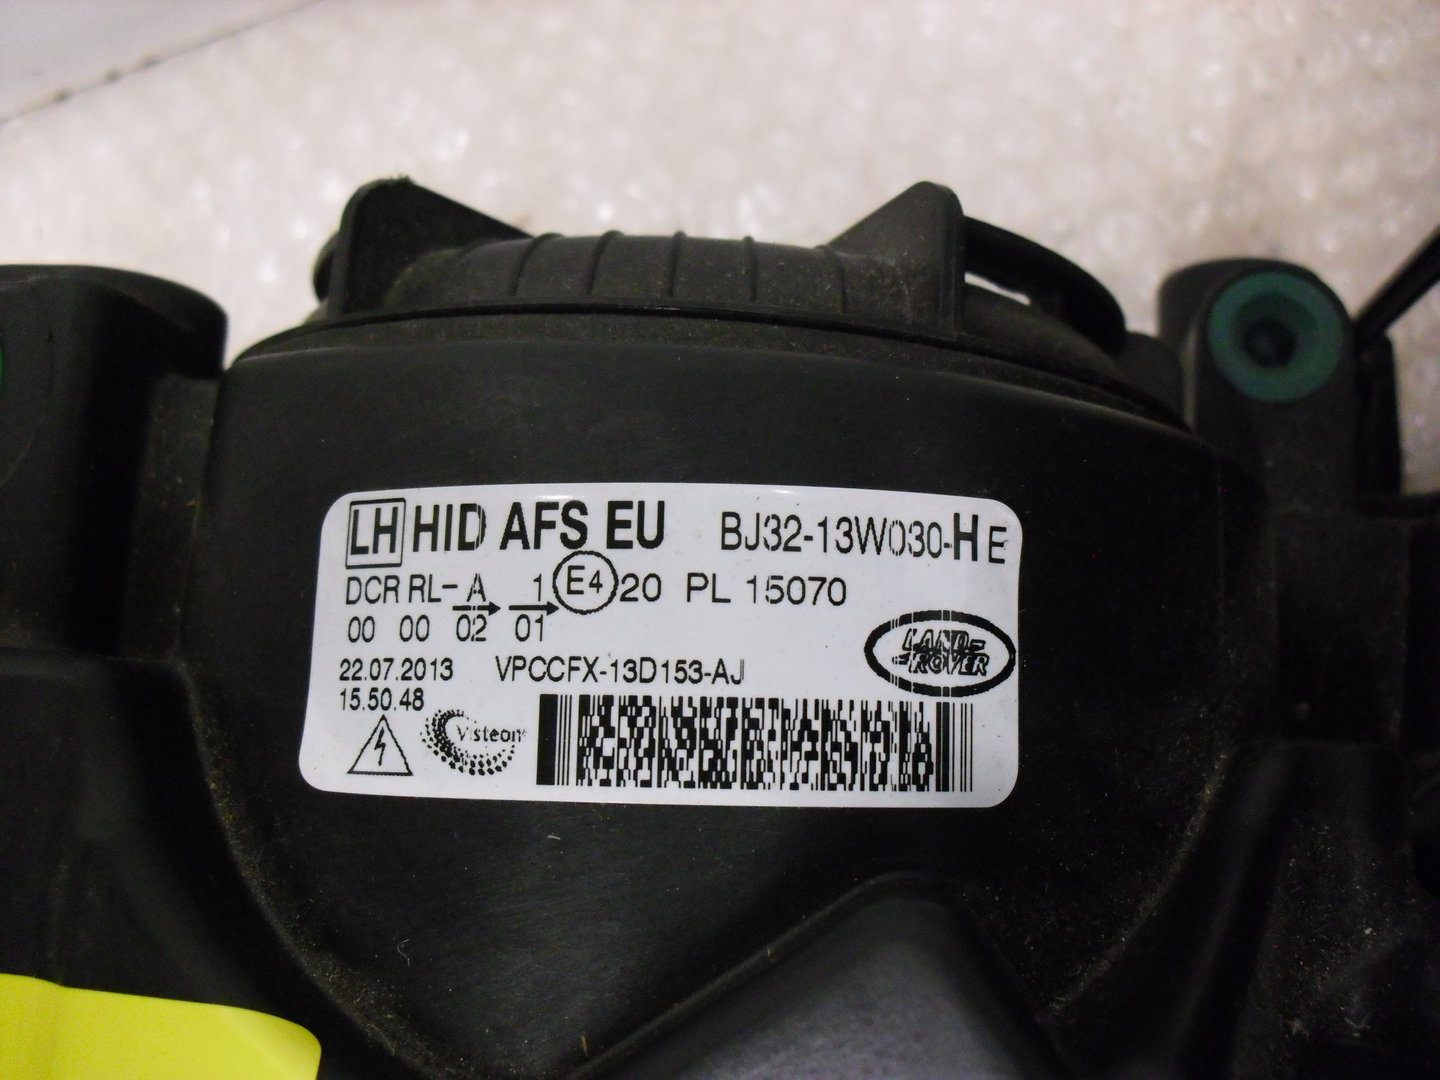 LH HID AFS EU BJ32-13W030-HE
DCR RL- A 1 E4 20 PL 15070
00 00 02 01
LAND-
ROVER
22.07.2013 VPCCFX-13D153-AJ
15.50.48
Visteon